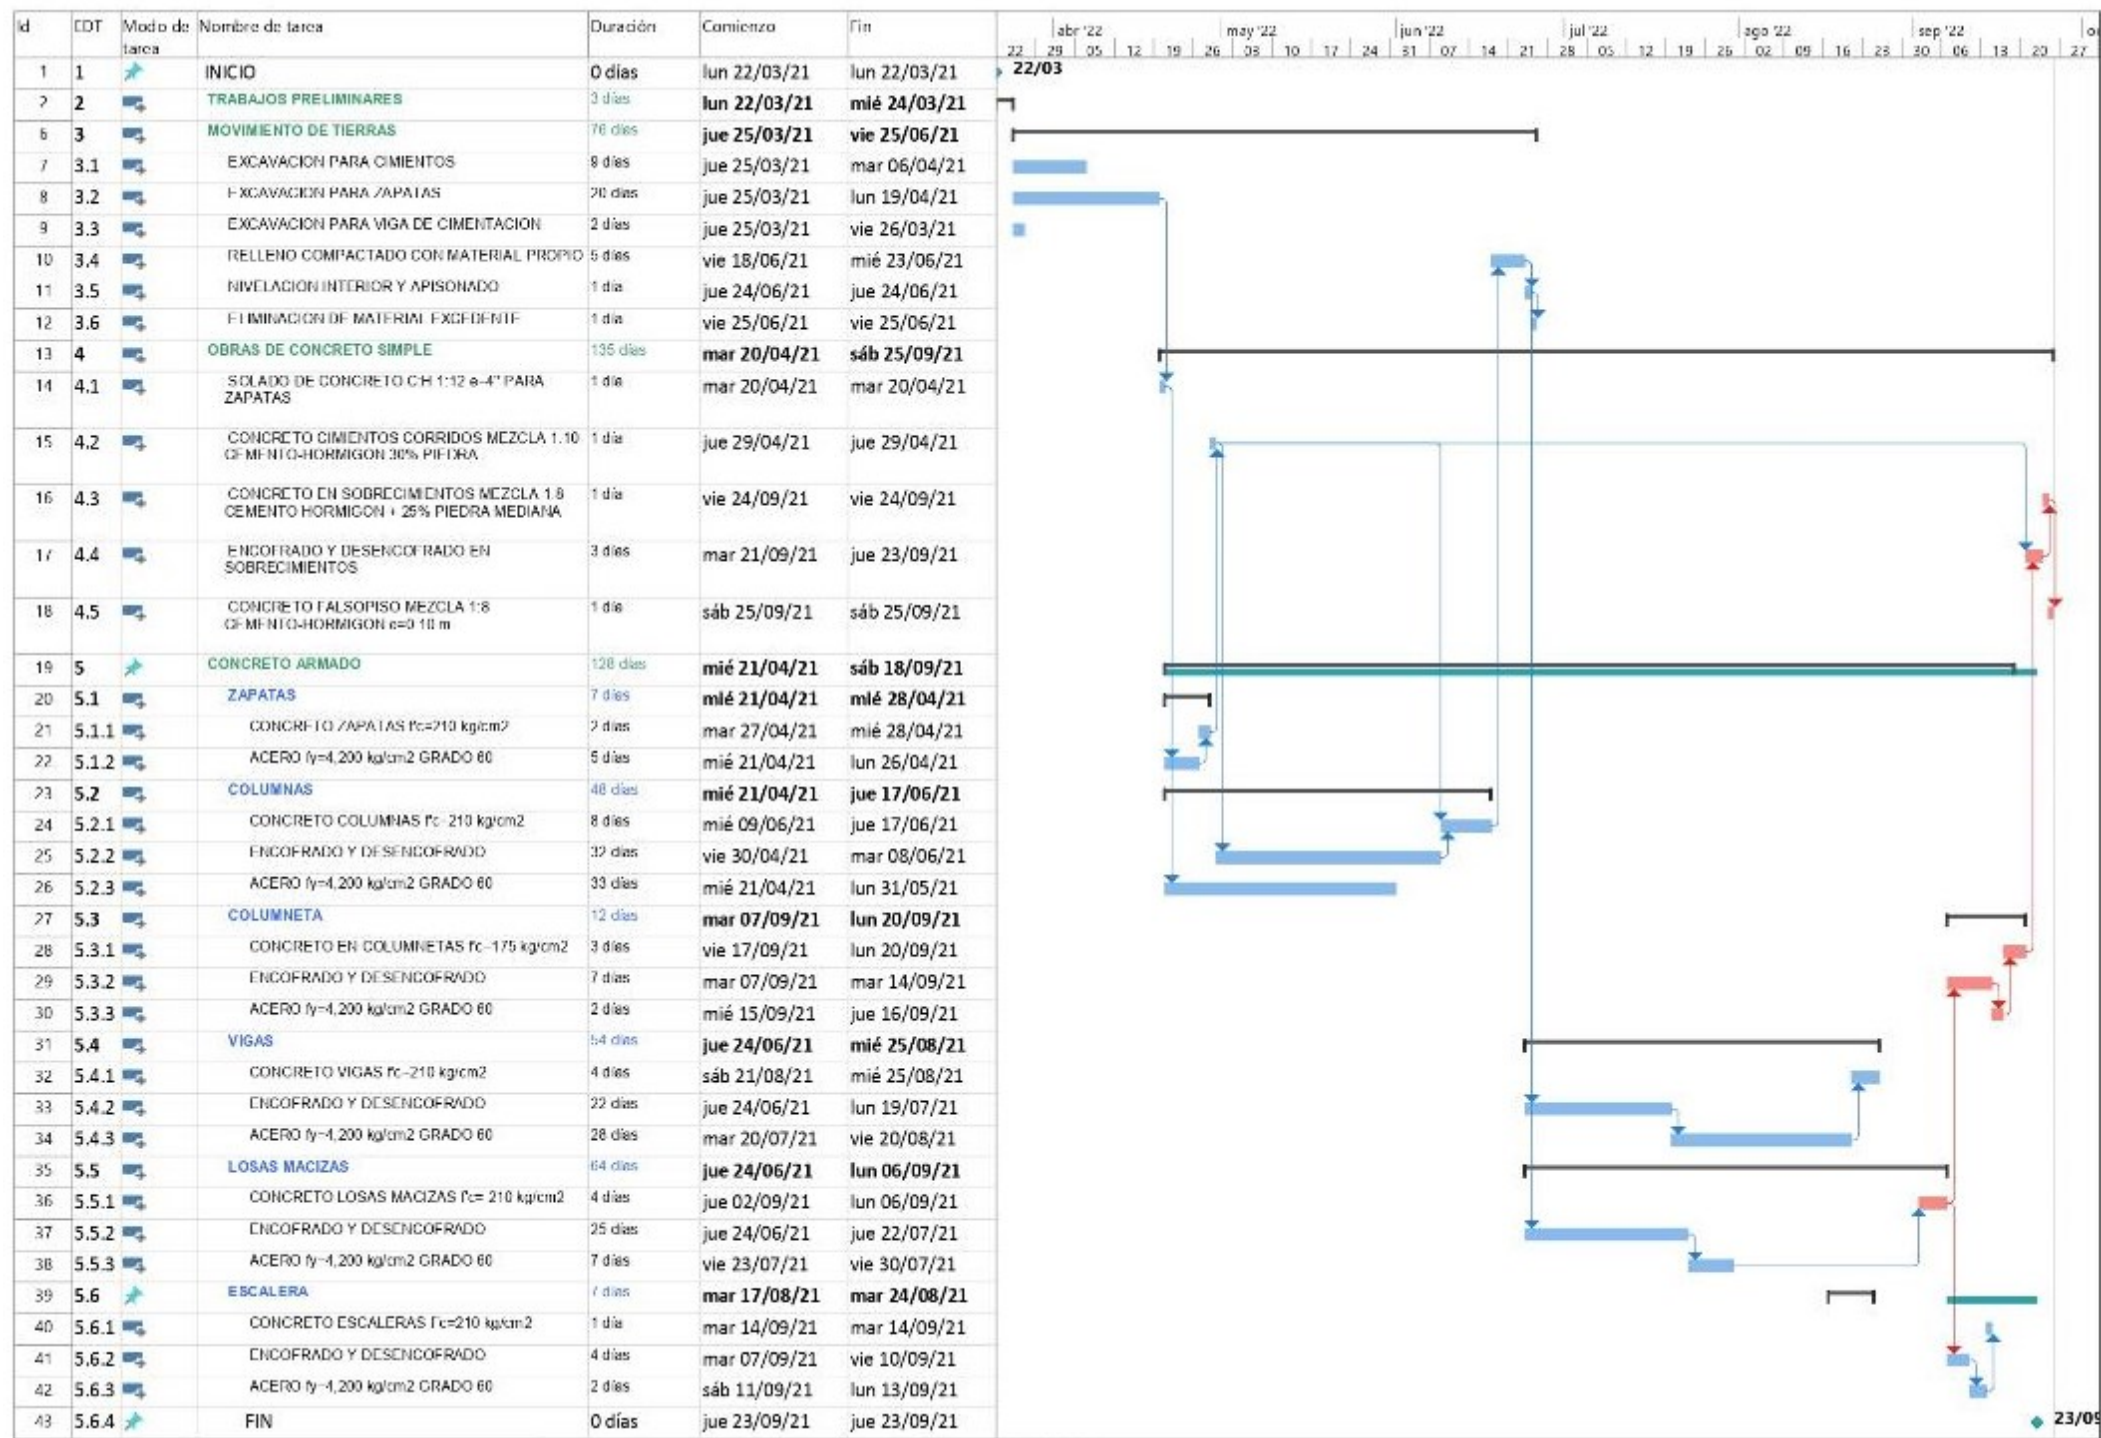 Id EDT Modo de tarea Nombre de tarea Duración Comienzo Fin
abr '22 may '22 jun '22 jul '22 ago '22 sep '22
22 29 05 12 19 26 03 10 17 24 31 07 14 21 28 05 12 19 26 02 09 16 23 30 06 13 20 27
1 1 INICIO 0 días lun 22/03/21 lun 22/03/21 22/03
2 2 TRABAJOS PRELIMINARES 3 días lun 22/03/21 mié 24/03/21
6 3 MOVIMIENTO DE TIERRAS 76 días jue 25/03/21 vie 25/06/21
7 3.1 EXCAVACION PARA CIMIENTOS 9 días jue 25/03/21 mar 06/04/21
8 3.2 EXCAVACION PARA ZAPATAS 20 días jue 25/03/21 lun 19/04/21
9 3.3 EXCAVACION PARA VIGA DE CIMENTACION 2 días jue 25/03/21 vie 26/03/21
10 3.4 RELLENO COMPACTADO CON MATERIAL PROPIO 5 días vie 18/06/21 mié 23/06/21
11 3.5 NIVELACION INTERIOR Y APISONADO 1 día jue 24/06/21 jue 24/06/21
12 3.6 ELIMINACION DE MATERIAL EXCEDENTE 1 día vie 25/06/21 vie 25/06/21
13 4 OBRAS DE CONCRETO SIMPLE 135 días mar 20/04/21 sáb 25/09/21
14 4.1 SOLADO DE CONCRETO C:H 1:12 e=4" PARA 1 día mar 20/04/21 mar 20/04/21
ZAPATAS
15 4.2 CONCRETO CIMIENTOS CORRIDOS MEZCLA 1:10 1 día jue 29/04/21 jue 29/04/21
CEMENTO-HORMIGON 30% PIEDRA
16 4.3 CONCRETO EN SOBRECIMIENTOS MEZCLA 1:8 1 día vie 24/09/21 vie 24/09/21
CEMENTO HORMIGON + 25% PIEDRA MEDIANA
17 4.4 ENCOFRADO Y DESENCOFRADO EN 3 días mar 21/09/21 jue 23/09/21
SOBRECIMIENTOS
18 4.5 CONCRETO FALSOPISO MEZCLA 1:8 1 día sáb 25/09/21 sáb 25/09/21
CEMENTO-HORMIGON e=0.10 m
19 5 CONCRETO ARMADO 128 días mié 21/04/21 sáb 18/09/21
20 5.1 ZAPATAS 7 días mié 21/04/21 mié 28/04/21
21 5.1.1 CONCRETO ZAPATAS f'c=210 kg/cm2 2 días mar 27/04/21 mié 28/04/21
22 5.1.2 ACERO fy=4,200 kg/cm2 GRADO 60 5 días mié 21/04/21 lun 26/04/21
23 5.2 COLUMNAS 48 días mié 21/04/21 jue 17/06/21
24 5.2.1 CONCRETO COLUMNAS f'c=210 kg/cm2 8 días mié 09/06/21 jue 17/06/21
25 5.2.2 ENCOFRADO Y DESENCOFRADO 32 días vie 30/04/21 mar 08/06/21
26 5.2.3 ACERO fy=4,200 kg/cm2 GRADO 60 33 días mié 21/04/21 lun 31/05/21
27 5.3 COLUMNETA 12 días mar 07/09/21 lun 20/09/21
28 5.3.1 CONCRETO EN COLUMNETAS f'c=175 kg/cm2 3 días vie 17/09/21 lun 20/09/21
29 5.3.2 ENCOFRADO Y DESENCOFRADO 7 días mar 07/09/21 mar 14/09/21
30 5.3.3 ACERO fy=4,200 kg/cm2 GRADO 60 2 días mié 15/09/21 jue 16/09/21
31 5.4 VIGAS 54 días jue 24/06/21 mié 25/08/21
32 5.4.1 CONCRETO VIGAS f'c=210 kg/cm2 4 días sáb 21/08/21 mié 25/08/21
33 5.4.2 ENCOFRADO Y DESENCOFRADO 22 días jue 24/06/21 lun 19/07/21
34 5.4.3 ACERO fy=4,200 kg/cm2 GRADO 60 28 días mar 20/07/21 vie 20/08/21
35 5.5 LOSAS MACIZAS 64 días jue 24/06/21 lun 06/09/21
36 5.5.1 CONCRETO LOSAS MACIZAS f'c= 210 kg/cm2 4 días jue 02/09/21 lun 06/09/21
37 5.5.2 ENCOFRADO Y DESENCOFRADO 25 días jue 24/06/21 jue 22/07/21
38 5.5.3 ACERO fy=4,200 kg/cm2 GRADO 60 7 días vie 23/07/21 vie 30/07/21
39 5.6 ESCALERA 7 días mar 17/08/21 mar 24/08/21
40 5.6.1 CONCRETO ESCALERAS f'c=210 kg/cm2 1 día mar 14/09/21 mar 14/09/21
41 5.6.2 ENCOFRADO Y DESENCOFRADO 4 días mar 07/09/21 vie 10/09/21
42 5.6.3 ACERO fy=4,200 kg/cm2 GRADO 60 2 días sáb 11/09/21 lun 13/09/21
43 5.6.4 FIN 0 días jue 23/09/21 jue 23/09/21 23/09